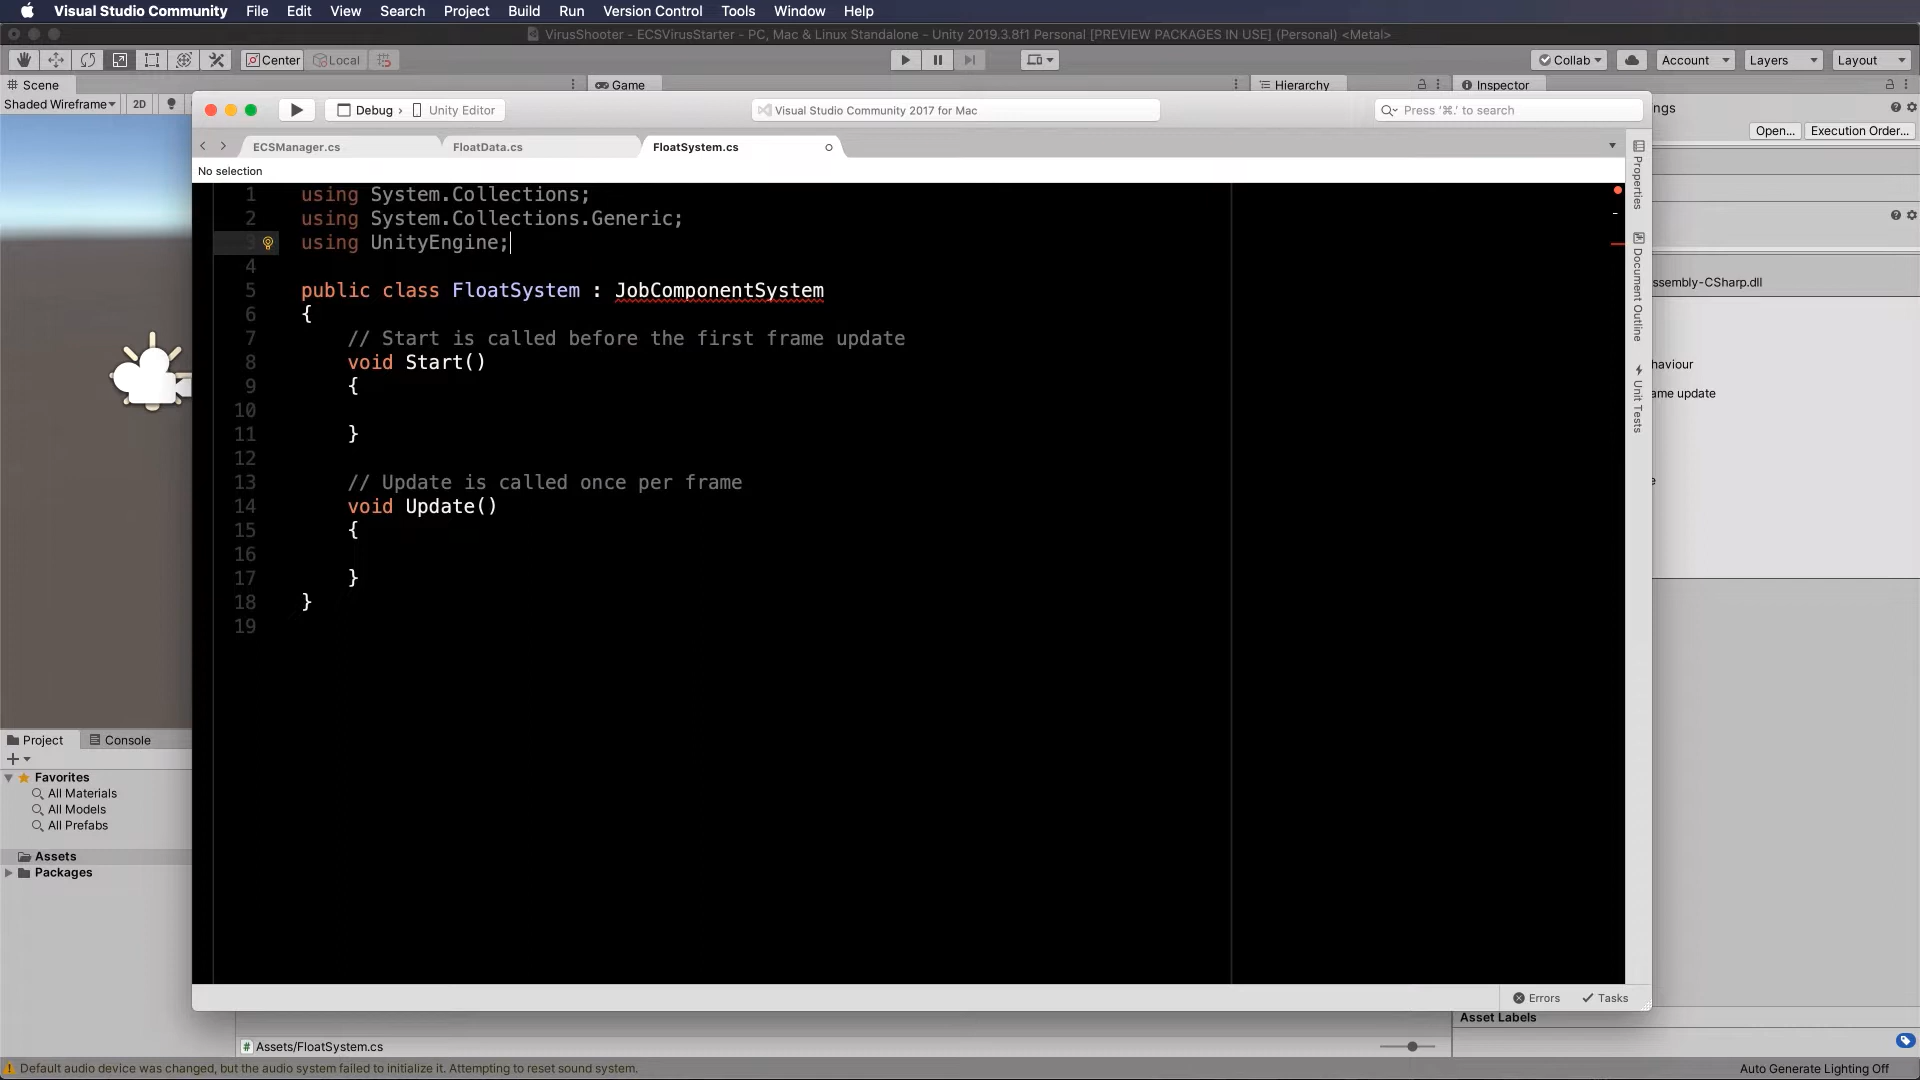 Visual Studio Community File Edit View Search Project Build Run Version Control Tools Window Help
VirusShooter - ECSVirusStarter - PC, Mac & Linux Standalone - Unity 2019.3.8f1 Personal [PREVIEW PACKAGES IN USE] (Personal) <Metal>
Center Local Collab Account Layers Layout
Scene Game Hierarchy Inspector
Shaded Wireframe 2D
ngs
Open... Execution Order...
Debug › Unity Editor
Visual Studio Community 2017 for Mac
Press '⌘.' to search
ECSManager.cs FloatData.cs FloatSystem.cs
No selection
1 using System.Collections;
2 using System.Collections.Generic;
3 using UnityEngine;
4
5 public class FloatSystem : JobComponentSystem
6 {
7 // Start is called before the first frame update
8 void Start()
9 {
10
11 }
12
13 // Update is called once per frame
14 void Update()
15 {
16
17 }
18 }
19
Properties
Document Outline
Unit Tests
ssembly-CSharp.dll
haviour
ame update
e
Project Console
Favorites
All Materials
All Models
All Prefabs
Assets
Packages
Errors Tasks
Asset Labels
Assets/FloatSystem.cs
Default audio device was changed, but the audio system failed to initialize it. Attempting to reset sound system.
Auto Generate Lighting Off